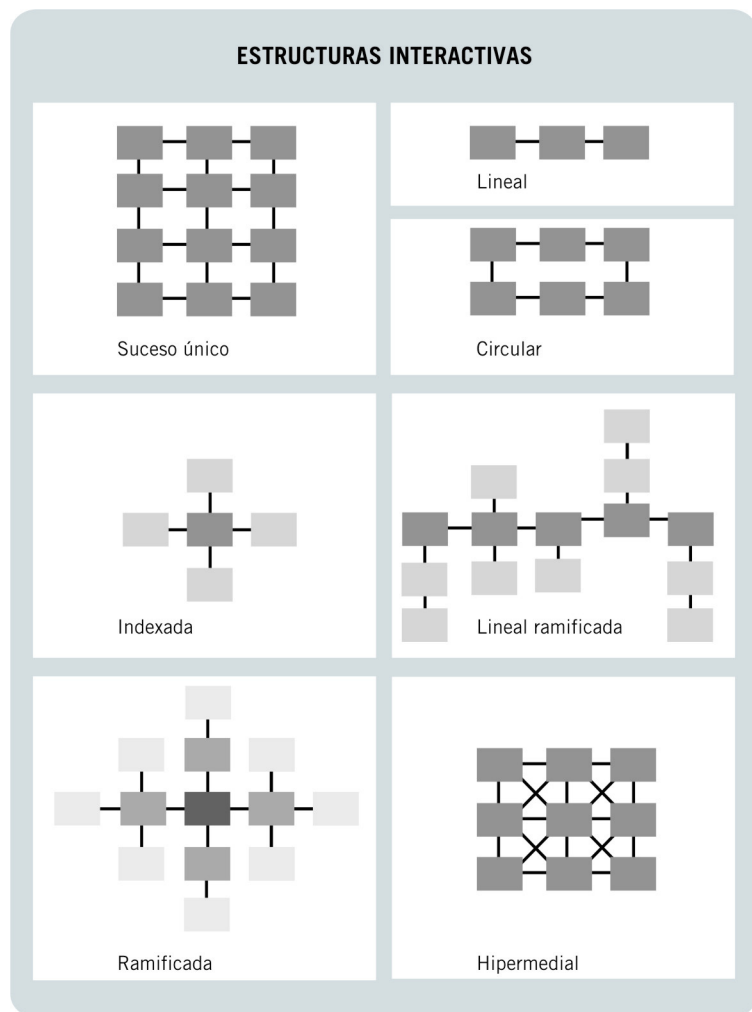 ESTRUCTURAS INTERACTIVAS
Suceso único
Lineal
Circular
Indexada
Lineal ramificada
Ramificada
Hipermedial